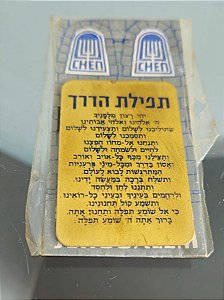 CHEN CHEN
תפילת הדרך
יהי רצון מלפניך
ה׳ אלהינו ואלהי אבותינו
שתוליכנו לשלום ותצעידנו לשלום
ותסמכנו לשלום
ותגיענו אל-מחוז חפצנו
לחיים ולשמחה ולשלום
ותצילנו מכף כל-אויב ואורב
ואסון בדרך ומכל-מיני פרעניות
המתרגשות לבוא לעולם
ותשלח ברכה במעשה ידינו
ותתננו לחן ולחסד
ולרחמים בעיניך ובעיני כל-רואינו
ותשמע קול תחנונינו.
כי אל שומע תפלה ותחנון אתה.
ברוך אתה ה׳ שומע תפלה.